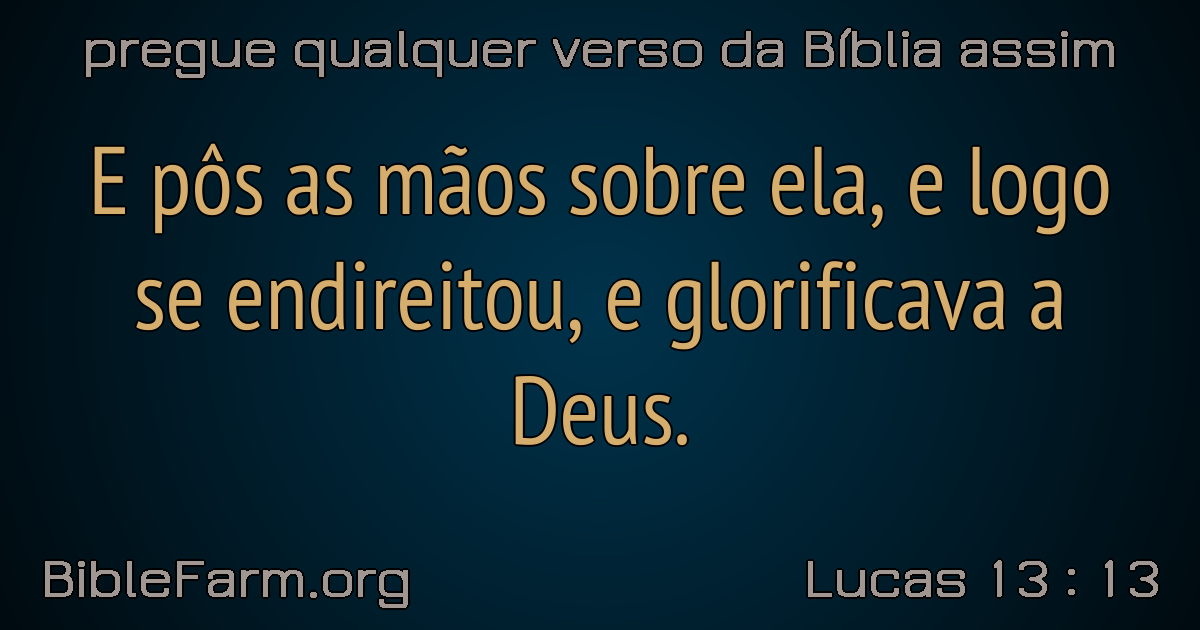 pregue qualquer verso da Bíblia assim
E pôs as mãos sobre ela, e logo
se endireitou, e glorificava a
Deus.
BibleFarm.org
Lucas 13 : 13